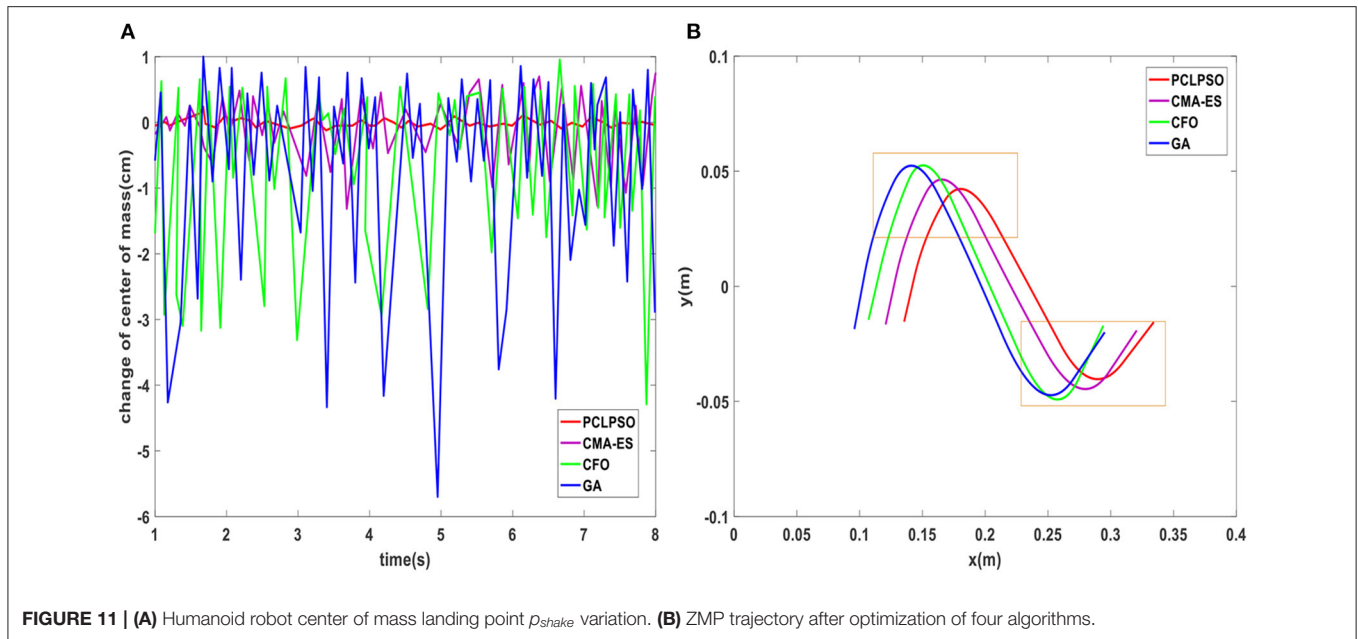 A
change of center of mass(cm)
1
0
-1
-2
-3
-4
-5
-6
1
2
3
4
5
6
7
8
time(s)
PCLPSO
CMA-ES
CFO
GA
B
y(m)
0.1
0.05
0
-0.05
-0.1
0
0.05
0.1
0.15
0.2
0.25
0.3
0.35
0.4
x(m)
PCLPSO
CMA-ES
CFO
GA
FIGURE 11 | (A) Humanoid robot center of mass landing point pshake variation. (B) ZMP trajectory after optimization of four algorithms.